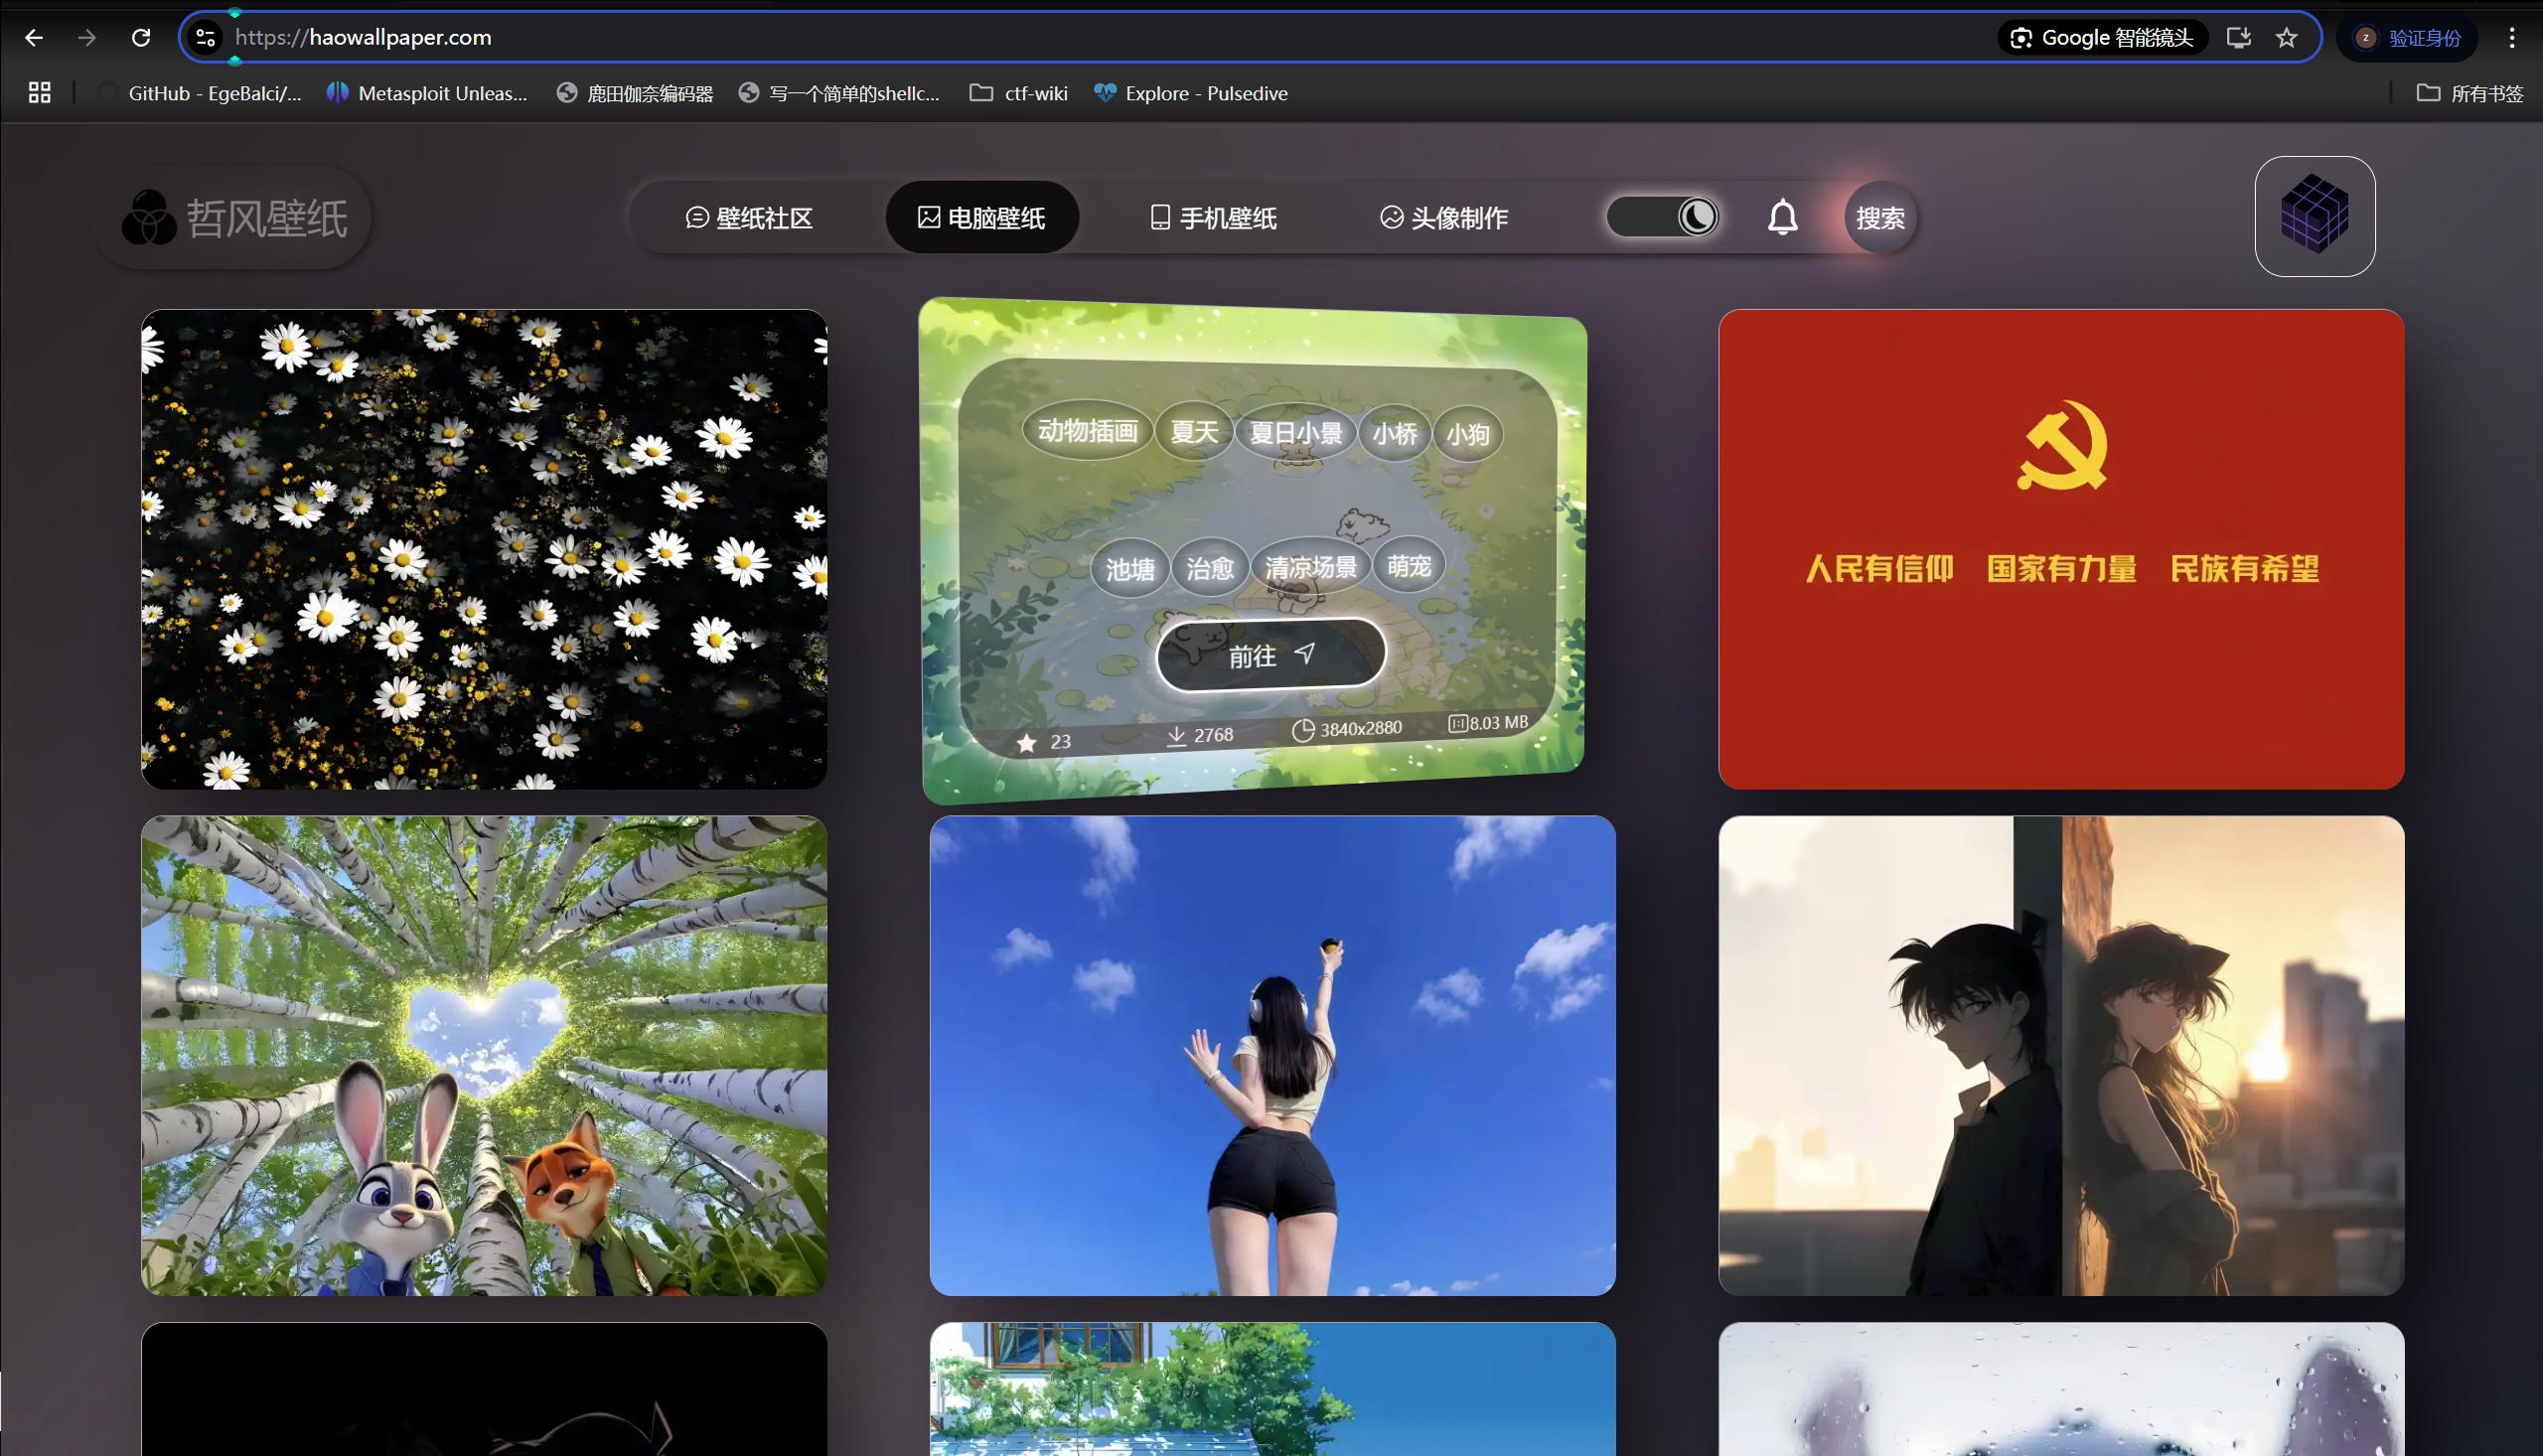 https://haowallpaper.com
Google 智能镜头
z
验证身份
GitHub - EgeBalci/...
Metasploit Unleas...
鹿田伽奈编码器
写一个简单的shellc...
ctf-wiki
Explore - Pulsedive
所有书签
哲风壁纸
壁纸社区
电脑壁纸
手机壁纸
头像制作
搜索
动物插画 夏天 夏日小景 小桥 小狗
池塘 治愈 清凉场景 萌宠
前往
23 2768 3840x2880 1:1 8.03 MB
人民有信仰 国家有力量 民族有希望